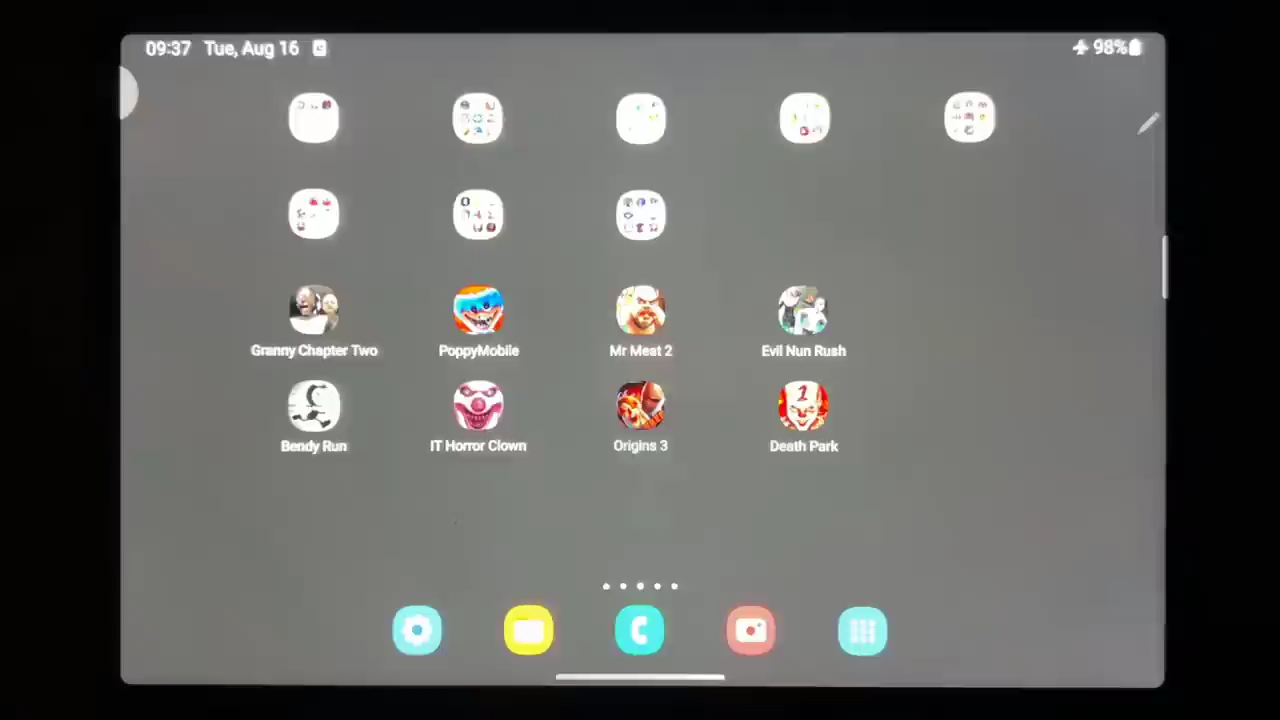 09:37 Tue, Aug 16 98%
Granny Chapter Two PoppyMobile Mr Meat 2 Evil Nun Rush
Bendy Run IT Horror Clown Origins 3 Death Park